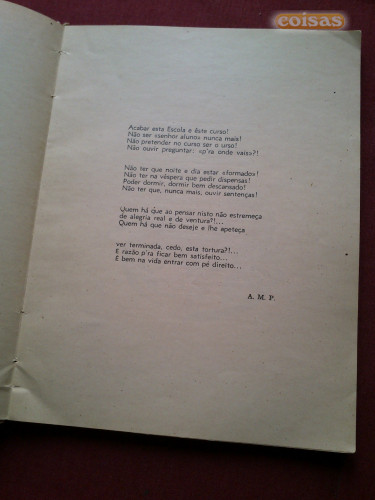 coisas
Acabar esta Escola e êste curso!
Não ser «senhor aluno» nunca mais!
Não pretender no curso ser o urso!
Não ouvir preguntar: «p'ra onde vais»?!
Não ter que noite e dia estar «formado»!
Não ter na véspera que pedir dispensas!
Poder dormir, dormir bem descansado!
Não ter que, nunca mais, ouvir sentenças!
Quem há que ao pensar nisto não estremeça
de alegria real e de ventura?!...
Quem há que não deseje e lhe apeteça
ver terminada, cedo, esta tortura?!...
E razão p'ra ficar bem satisfeito...
E bem na vida entrar com pé direito...
A. M. P.